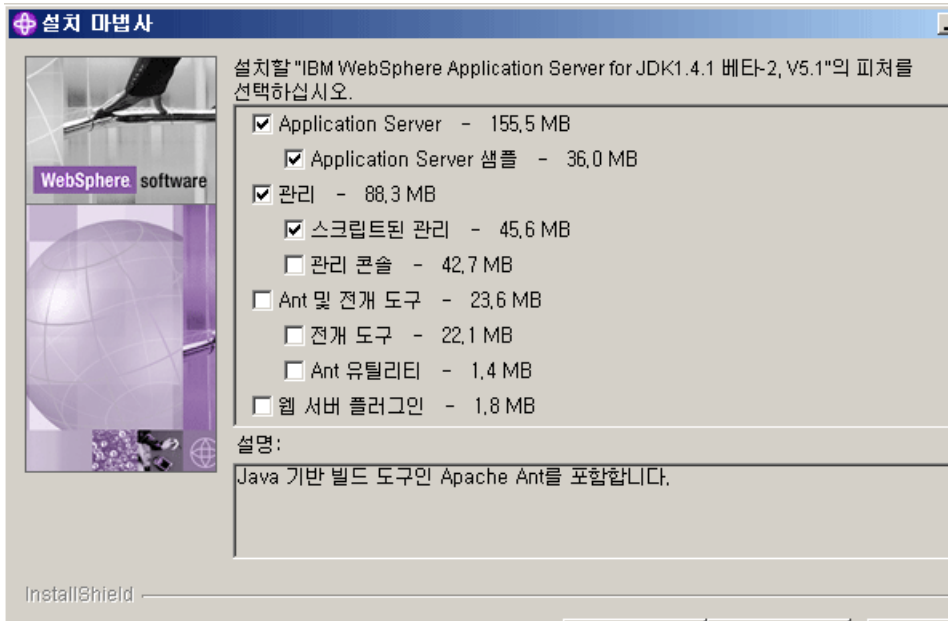 설치 마법사
설치할 "IBM WebSphere Application Server for JDK1.4.1 베타-2, V5.1"의 피처를
선택하십시오.
Application Server - 155,5 MB
Application Server 샘플 - 36,0 MB
관리 - 88,3 MB
스크립트된 관리 - 45,6 MB
관리 콘솔 - 42,7 MB
Ant 및 전개 도구 - 23,6 MB
전개 도구 - 22,1 MB
Ant 유틸리티 - 1,4 MB
웹 서버 플러그인 - 1,8 MB
WebSphere. software
설명:
Java 기반 빌드 도구인 Apache Ant를 포함합니다.
InstallShield